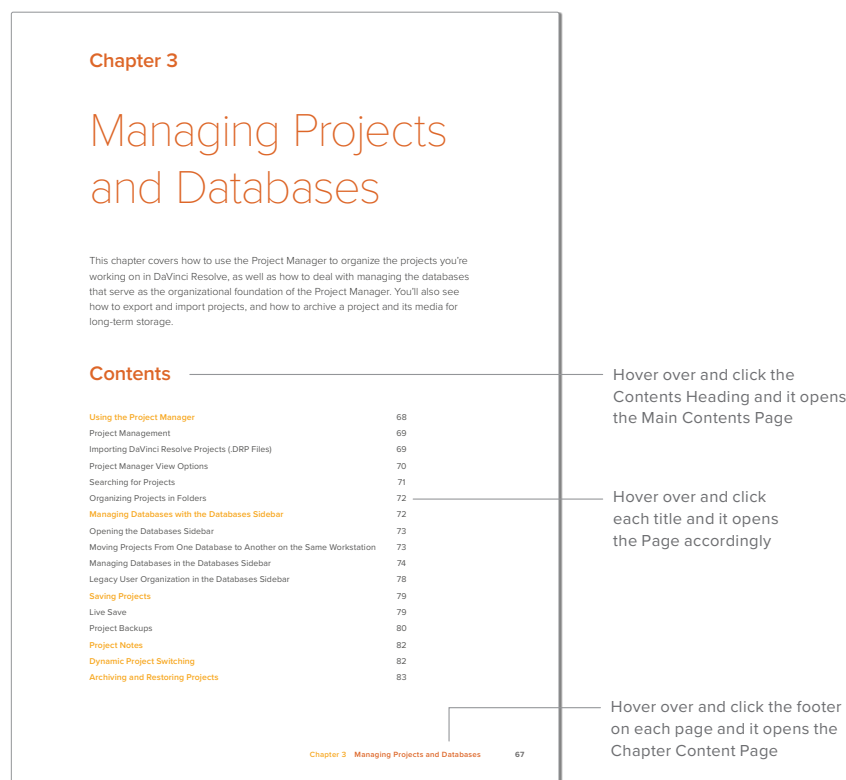 Chapter 3
Managing Projects
and Databases
This chapter covers how to use the Project Manager to organize the projects you’re
working on in DaVinci Resolve, as well as how to deal with managing the databases
that serve as the organizational foundation of the Project Manager. You’ll also see
how to export and import projects, and how to archive a project and its media for
long-term storage.
Contents
Using the Project Manager 68
Project Management 69
Importing DaVinci Resolve Projects (.DRP Files) 69
Project Manager View Options 70
Searching for Projects 71
Organizing Projects in Folders 72
Managing Databases with the Databases Sidebar 72
Opening the Databases Sidebar 73
Moving Projects From One Database to Another on the Same Workstation 73
Managing Databases in the Databases Sidebar 74
Legacy User Organization in the Databases Sidebar 78
Saving Projects 79
Live Save 79
Project Backups 80
Project Notes 82
Dynamic Project Switching 82
Archiving and Restoring Projects 83
Chapter 3 Managing Projects and Databases 67
Hover over and click the
Contents Heading and it opens
the Main Contents Page
Hover over and click
each title and it opens
the Page accordingly
Hover over and click the footer
on each page and it opens the
Chapter Content Page